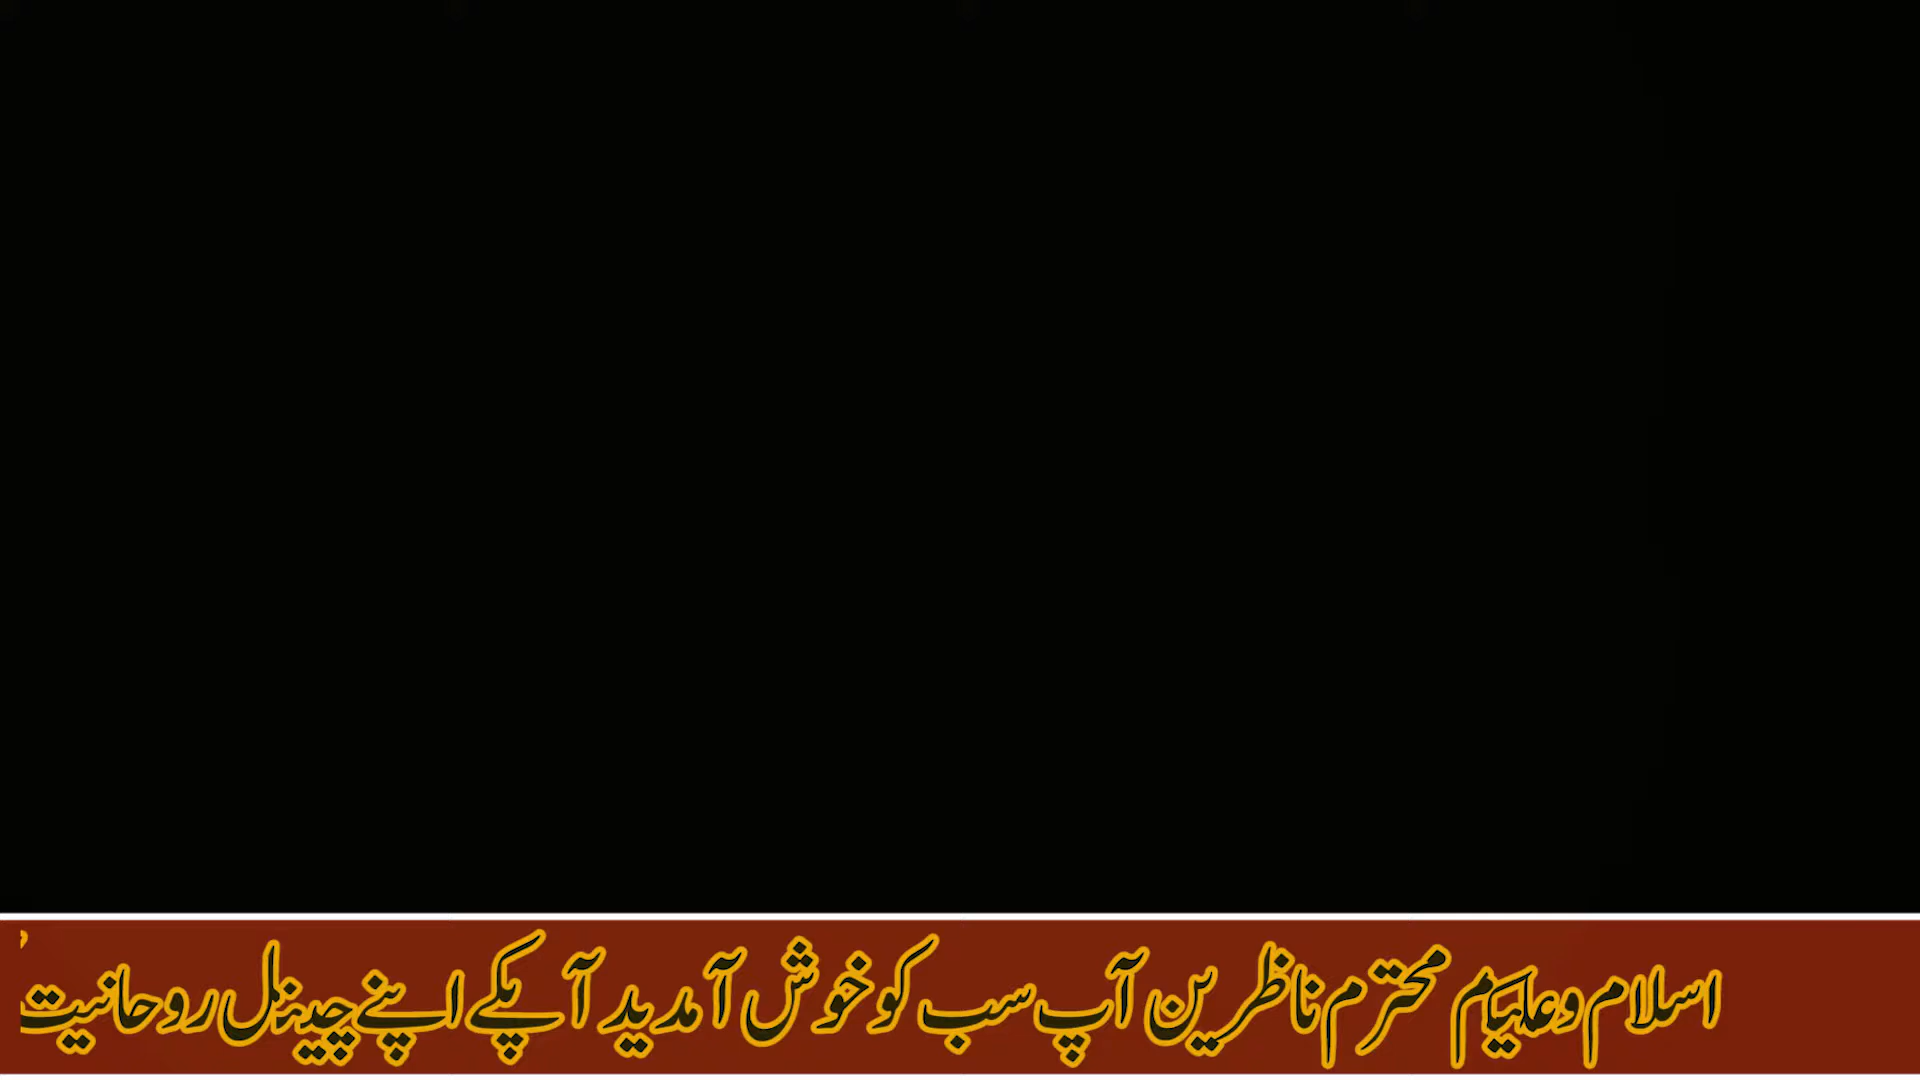 اسلام وعلیکم محترم ناظرین آپ سب کو خوش آمدید آپکے اپنے چینل روحانیت